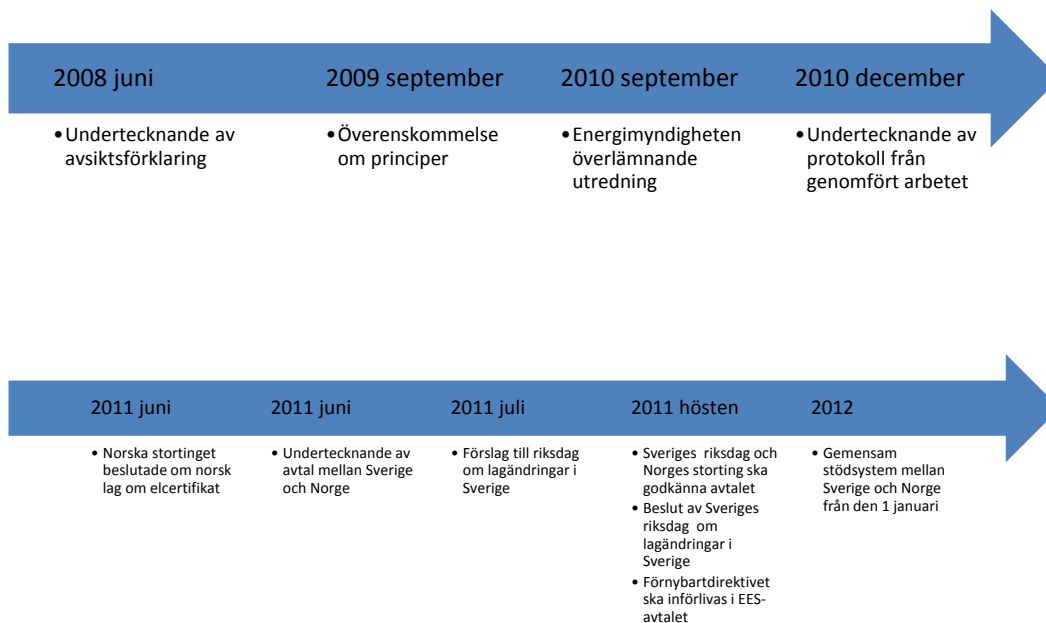 2008 juni
•Undertecknande av
avsiktsförklaring
2009 september
•Överenskommelse
om principer
2010 september
•Energimyndigheten
överlämnande
utredning
2010 december
•Undertecknande av
protokoll från
genomfört arbetet
2011 juni
• Norska stortinget
beslutade om norsk
lag om elcertifikat
2011 juni
• Undertecknande av
avtal mellan Sverige
och Norge
2011 juli
• Förslag till riksdag
om lagändringar i
Sverige
2011 hösten
• Sveriges riksdag och
Norges storting ska
godkänna avtalet
• Beslut av Sveriges
riksdag om
lagändringar i
Sverige
• Förnybartdirektivet
ska införlivas i EES-
avtalet
2012
• Gemensam
stödsystem mellan
Sverige och Norge
från den 1 januari